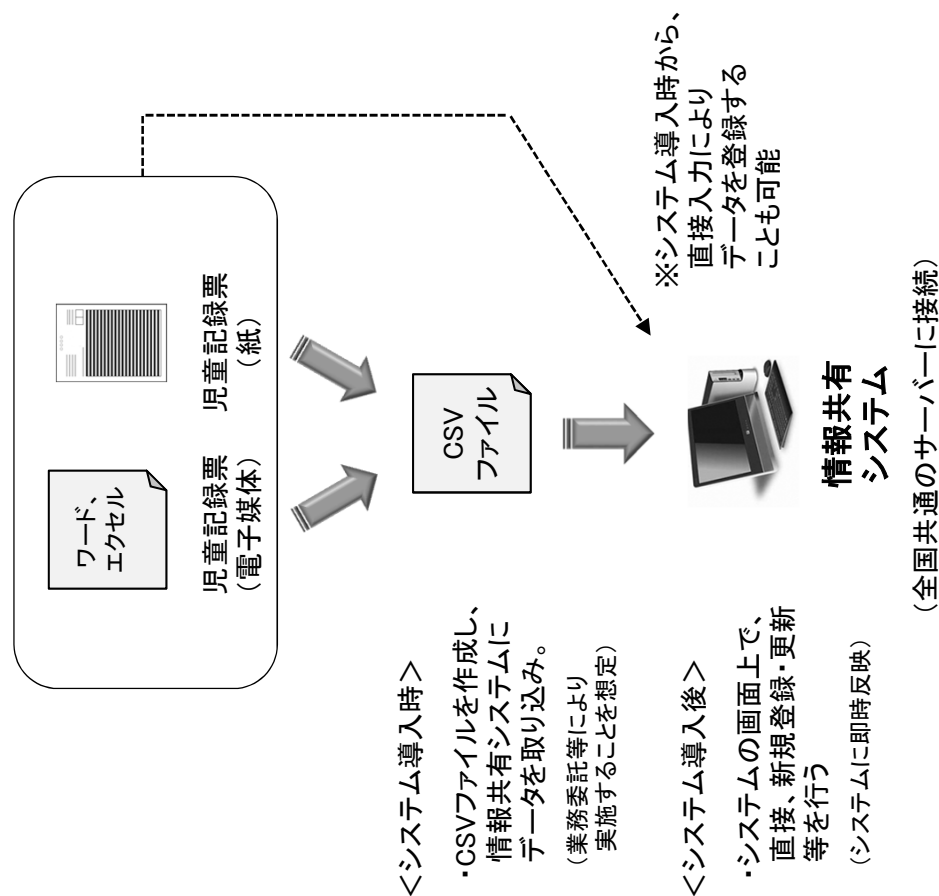 ワード、
エクセル
児童記録票
(電子媒体)
児童記録票
(紙)
<システム導入時>
・CSVファイルを作成し、
情報共有システムに
データを取り込み。
(業務委託等により
実施することを想定)
CSV
ファイル
<システム導入後>
・システムの画面上で、
直接、新規登録・更新
等を行う
(システムに即時反映)
情報共有
システム
(全国共通のサーバーに接続)
※システム導入時から、
直接入力により
データを登録する
ことも可能